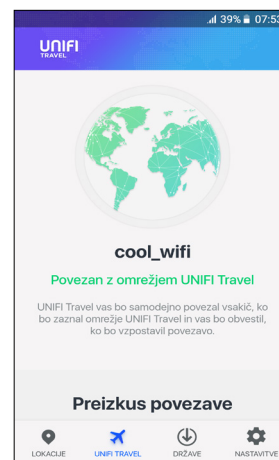 39% 07:53
UNIFI
TRAVEL
cool_wifi
Povezan z omrežjem UNIFI Travel
UNIFI Travel vas bo samodejno povezal vsakič, ko
bo zaznal omrežje UNIFI Travel in vas bo obvestil,
ko bo vzpostavil povezavo.
Preizkus povezave
LOKACIJE UNIFI TRAVEL DRŽAVE NASTAVITVE